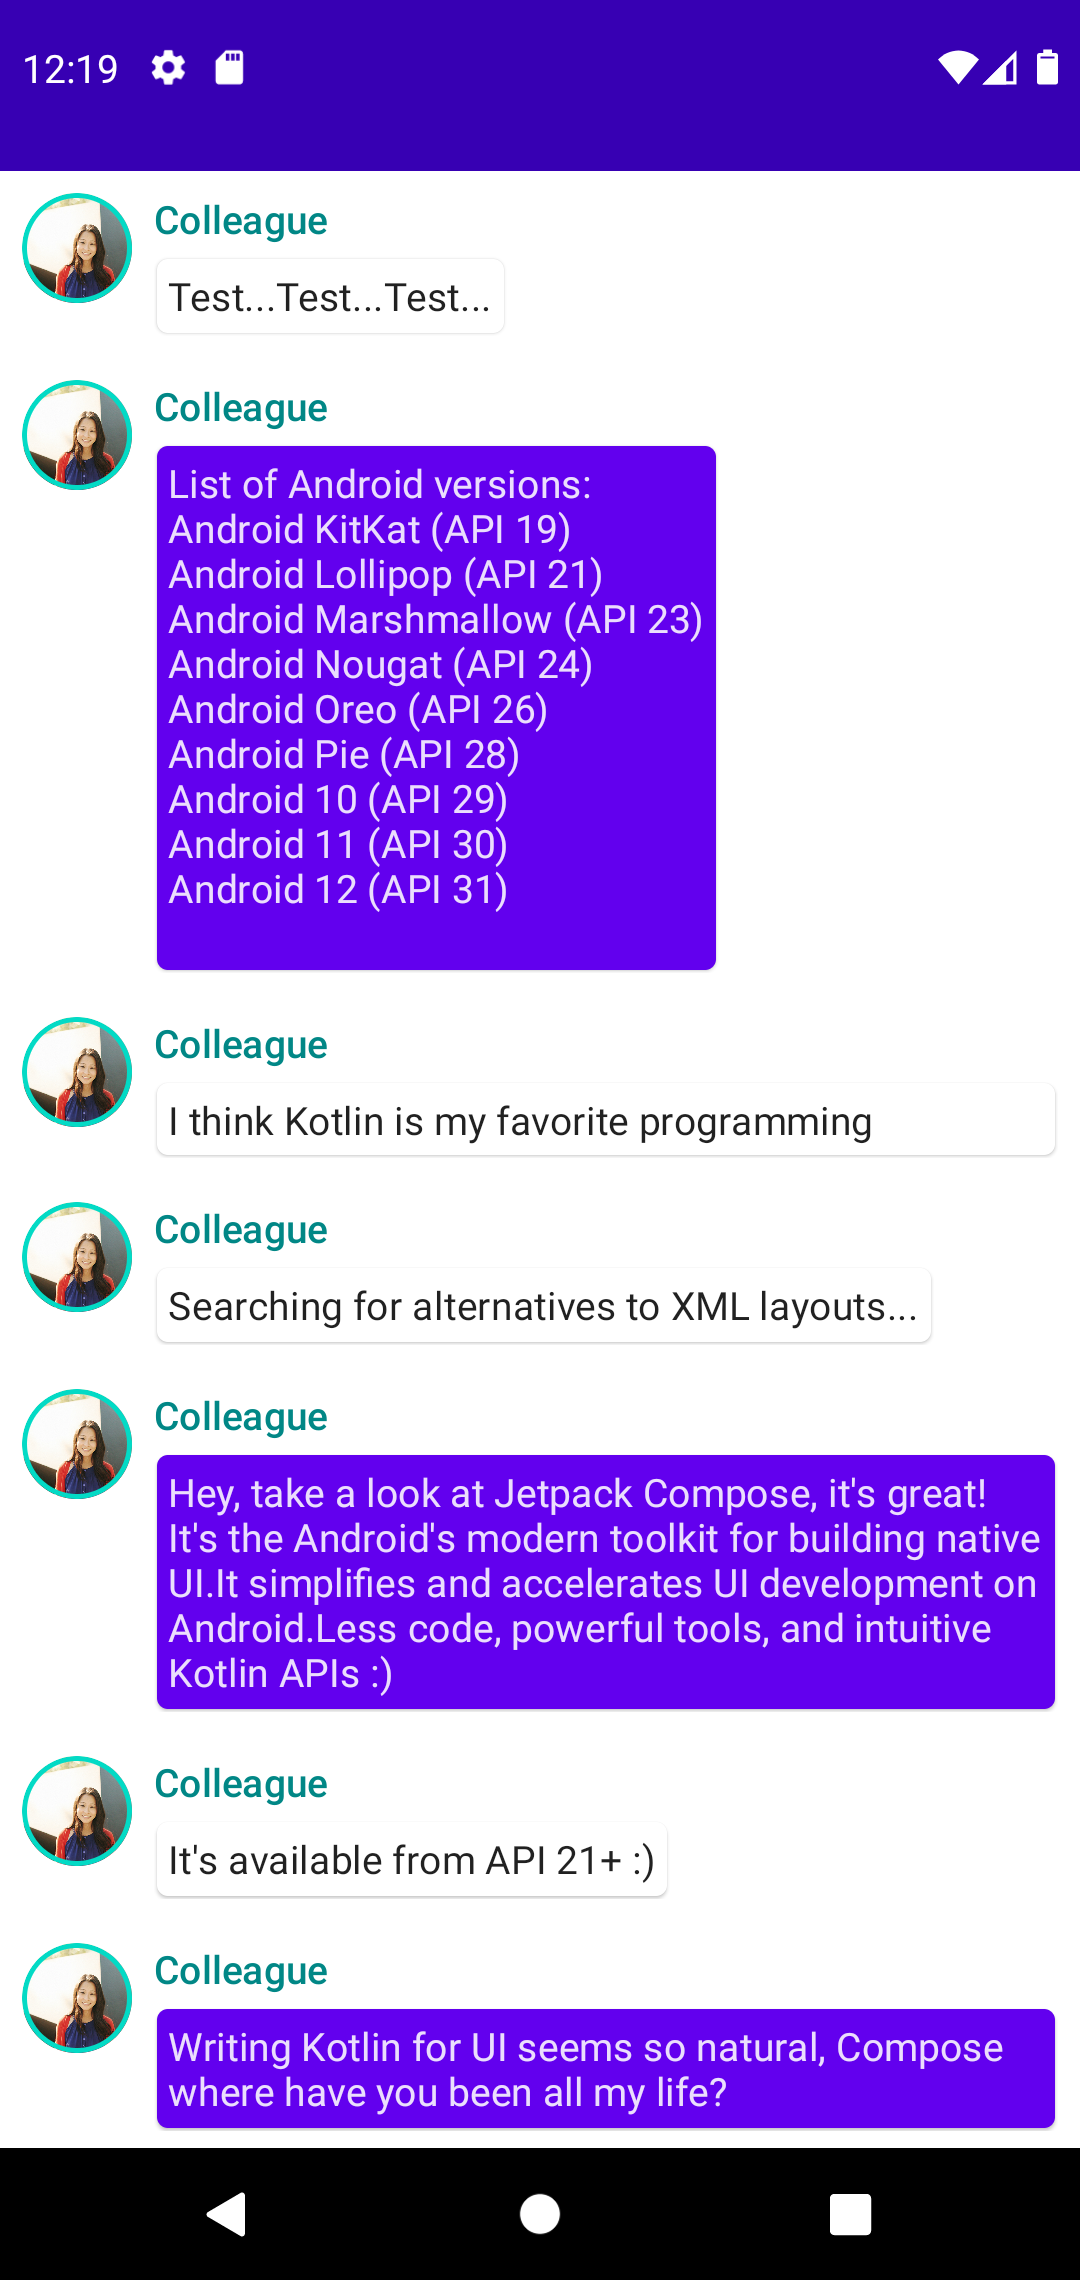 12:19
Colleague
Test...Test...Test...
Colleague
List of Android versions:
Android KitKat (API 19)
Android Lollipop (API 21)
Android Marshmallow (API 23)
Android Nougat (API 24)
Android Oreo (API 26)
Android Pie (API 28)
Android 10 (API 29)
Android 11 (API 30)
Android 12 (API 31)
Colleague
I think Kotlin is my favorite programming
Colleague
Searching for alternatives to XML layouts...
Colleague
Hey, take a look at Jetpack Compose, it's great!
It's the Android's modern toolkit for building native
UI.It simplifies and accelerates UI development on
Android.Less code, powerful tools, and intuitive
Kotlin APIs :)
Colleague
It's available from API 21+ :)
Colleague
Writing Kotlin for UI seems so natural, Compose
where have you been all my life?